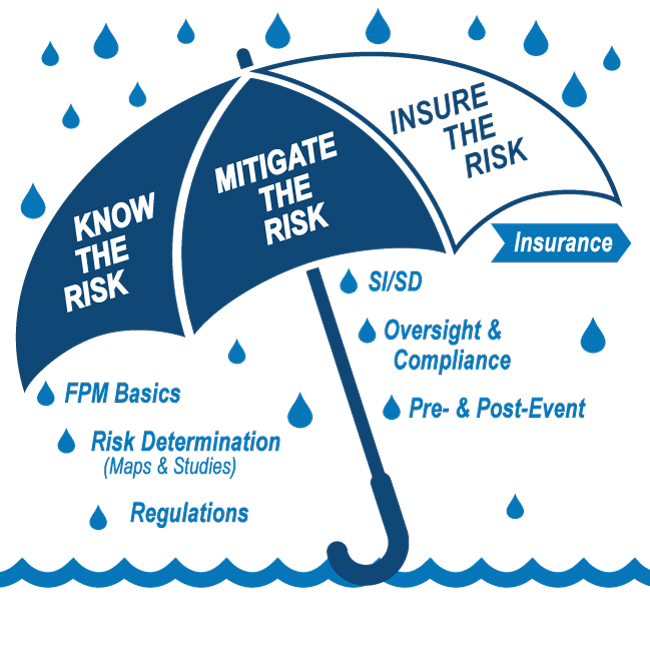 KNOW
THE
RISK
MITIGATE
THE
RISK
INSURE
THE
RISK
Insurance
SI/SD
Oversight &
Compliance
Pre- & Post-Event
FPM Basics
Risk Determination
(Maps & Studies)
Regulations